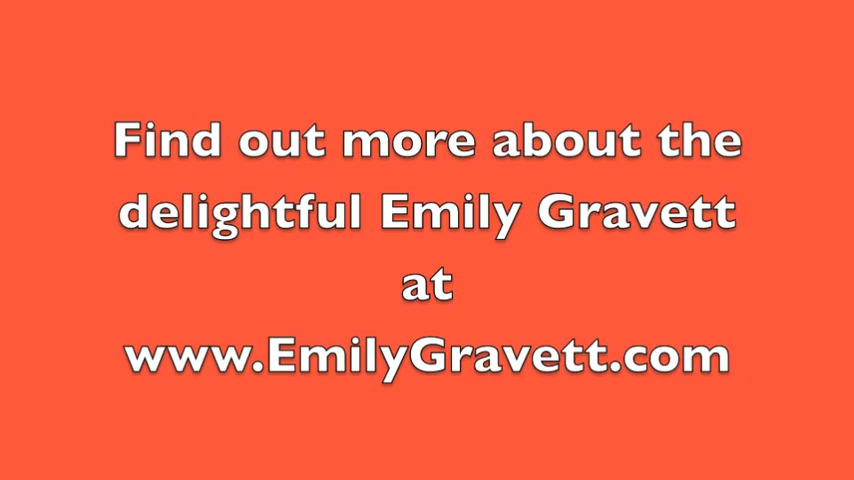 Find out more about the
delightful Emily Gravett
at
www.EmilyGravett.com